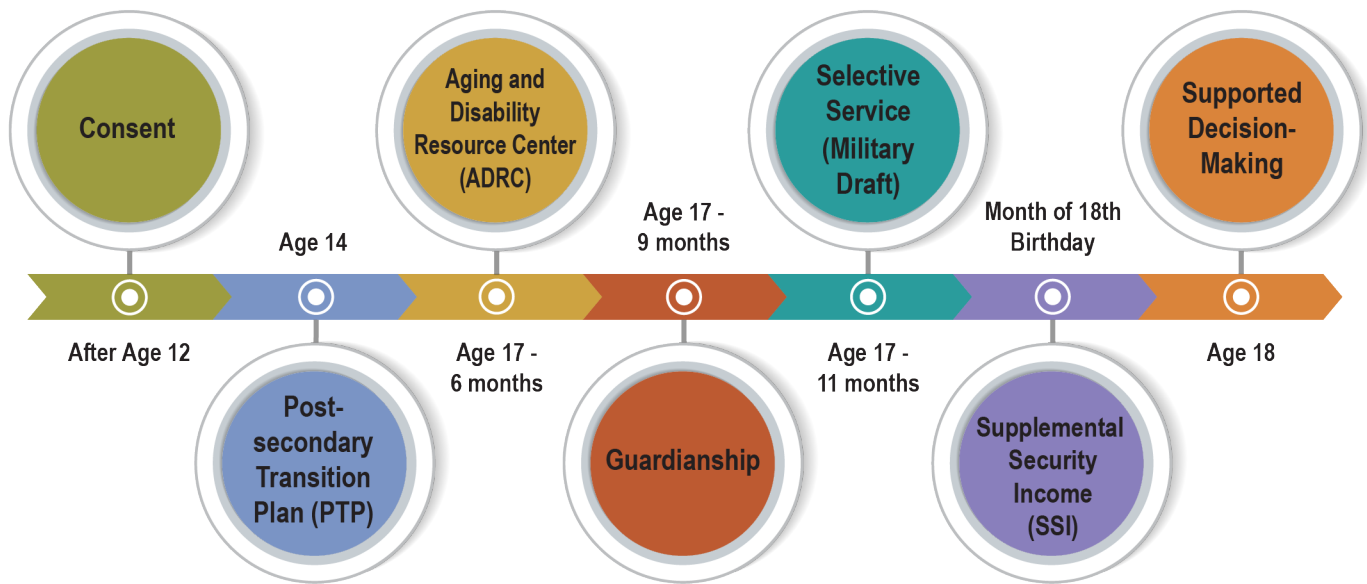 Consent
After Age 12
Age 14
Post-
secondary
Transition
Plan (PTP)
Aging and
Disability
Resource Center
(ADRC)
Age 17 -
6 months
Age 17 -
9 months
Guardianship
Selective
Service
(Military
Draft)
Age 17 -
11 months
Month of 18th
Birthday
Supplemental
Security
Income
(SSI)
Supported
Decision-
Making
Age 18